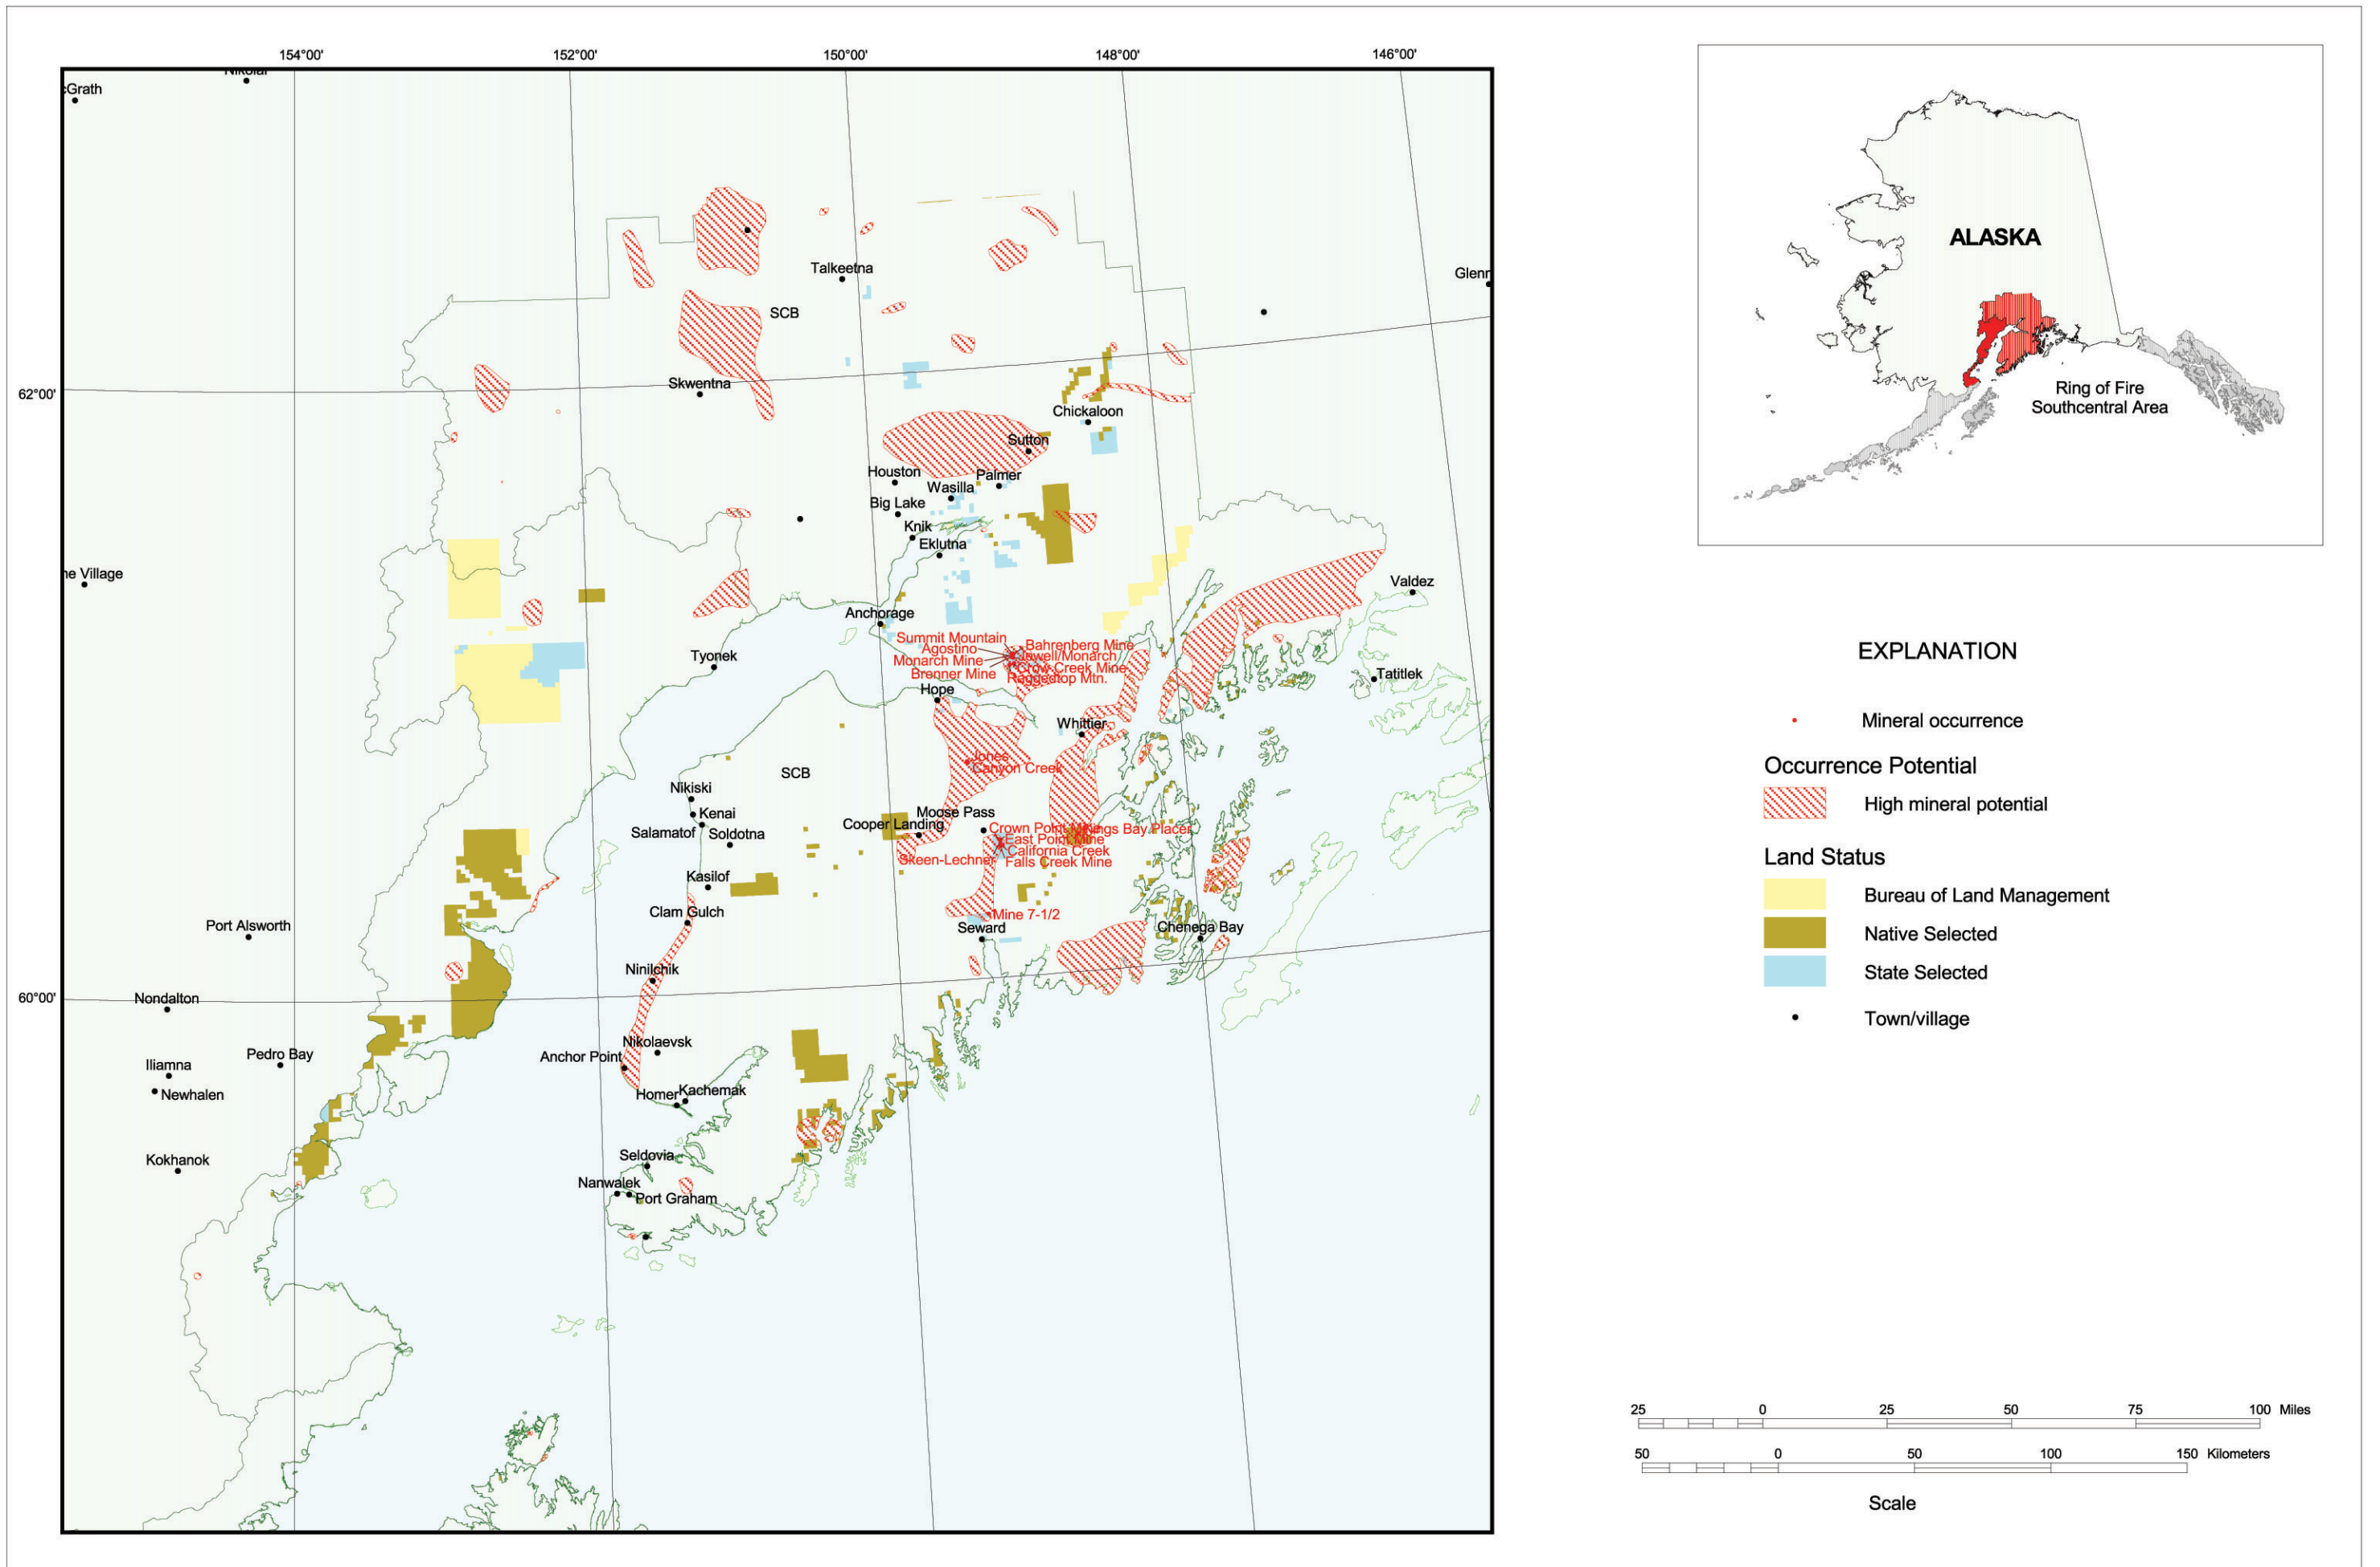 154°00'
152°00'
150°00'
148°00'
146°00'
Nikolai
cGrath
Talkeetna
Glenn
SCB
62°00'
Skwentna
Chickaloon
Sutton
Houston
Palmer
Wasilla
Big Lake
Knik
Eklutna
ne Village
Valdez
Anchorage
Summit Mountain
Bahrenberg Mine
Agostino
Jewell/Monarch
Monarch Mine
Crow Creek Mine
Brenner Mine
Raggedtop Mtn.
Tyonek
Tatitlek
Hope
Whittier
Jones
Canyon Creek
SCB
Nikiski
Kenai
Salamatof
Soldotna
Moose Pass
Cooper Landing
Crown Point Mine
Kings Bay Placer
East Point Mine
California Creek
Skeen-Lechner
Falls Creek Mine
Kasilof
Clam Gulch
Mine 7-1/2
Port Alsworth
Seward
Chenega Bay
Ninilchik
60°00'
Nondalton
Nikolaevsk
Pedro Bay
Anchor Point
Iliamna
Newhalen
Homer
Kachemak
Kokhanok
Seldovia
Nanwalek
Port Graham
ALASKA
Ring of Fire
Southcentral Area
EXPLANATION
Mineral occurrence
Occurrence Potential
High mineral potential
Land Status
Bureau of Land Management
Native Selected
State Selected
Town/village
25 0 25 50 75 100 Miles
50 0 50 100 150 Kilometers
Scale